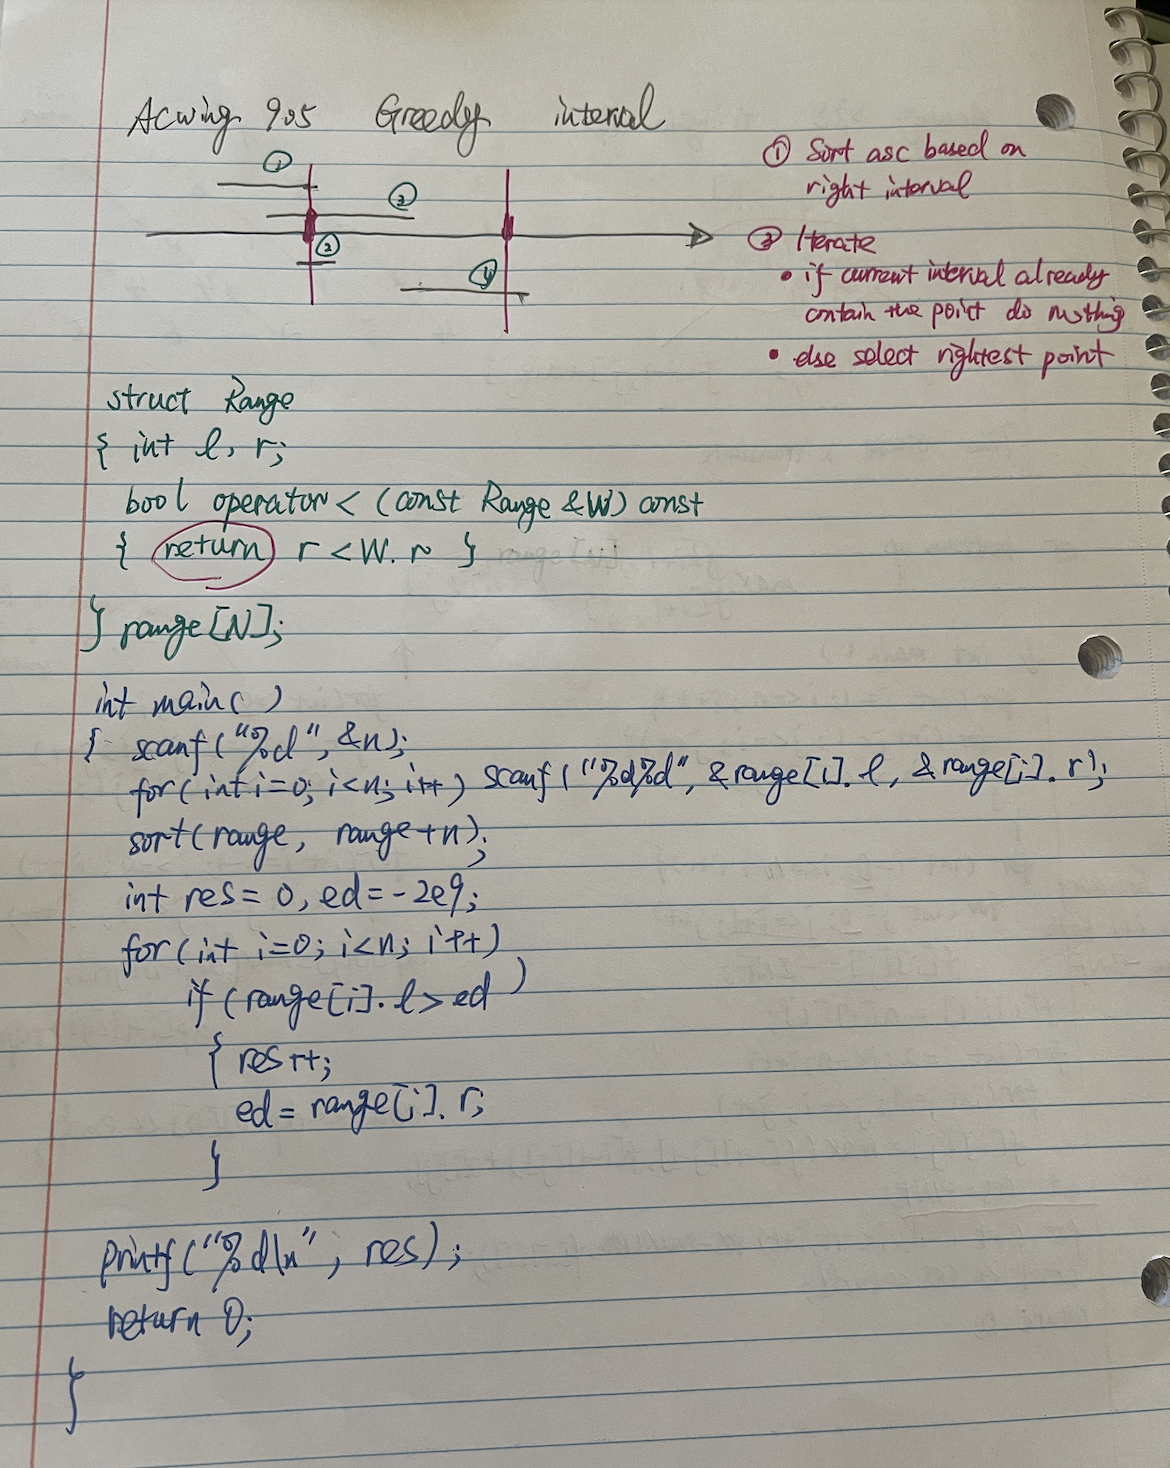 Acwing 905 Greedy interval
① ③
②
④
① Sort asc based on
right interval
② Iterate
• if current interval already
contain the point do nothing
• else select rightest point
struct Range
{ int l, r;
bool operator < (const Range &W) const
{ return r < W. r }
} range[N];
int main( )
{ scanf("%d", &n);
for(int i=0; i<n; i++) scanf("%d%d", &range[i]. l, &range[i]. r);
sort(range, range+n);
int res = 0, ed = -2e9;
for(int i=0; i<n; i++)
if (range[i]. l > ed )
{ res++;
ed = range[i]. r;
}
printf("%d\n", res);
return 0;
}